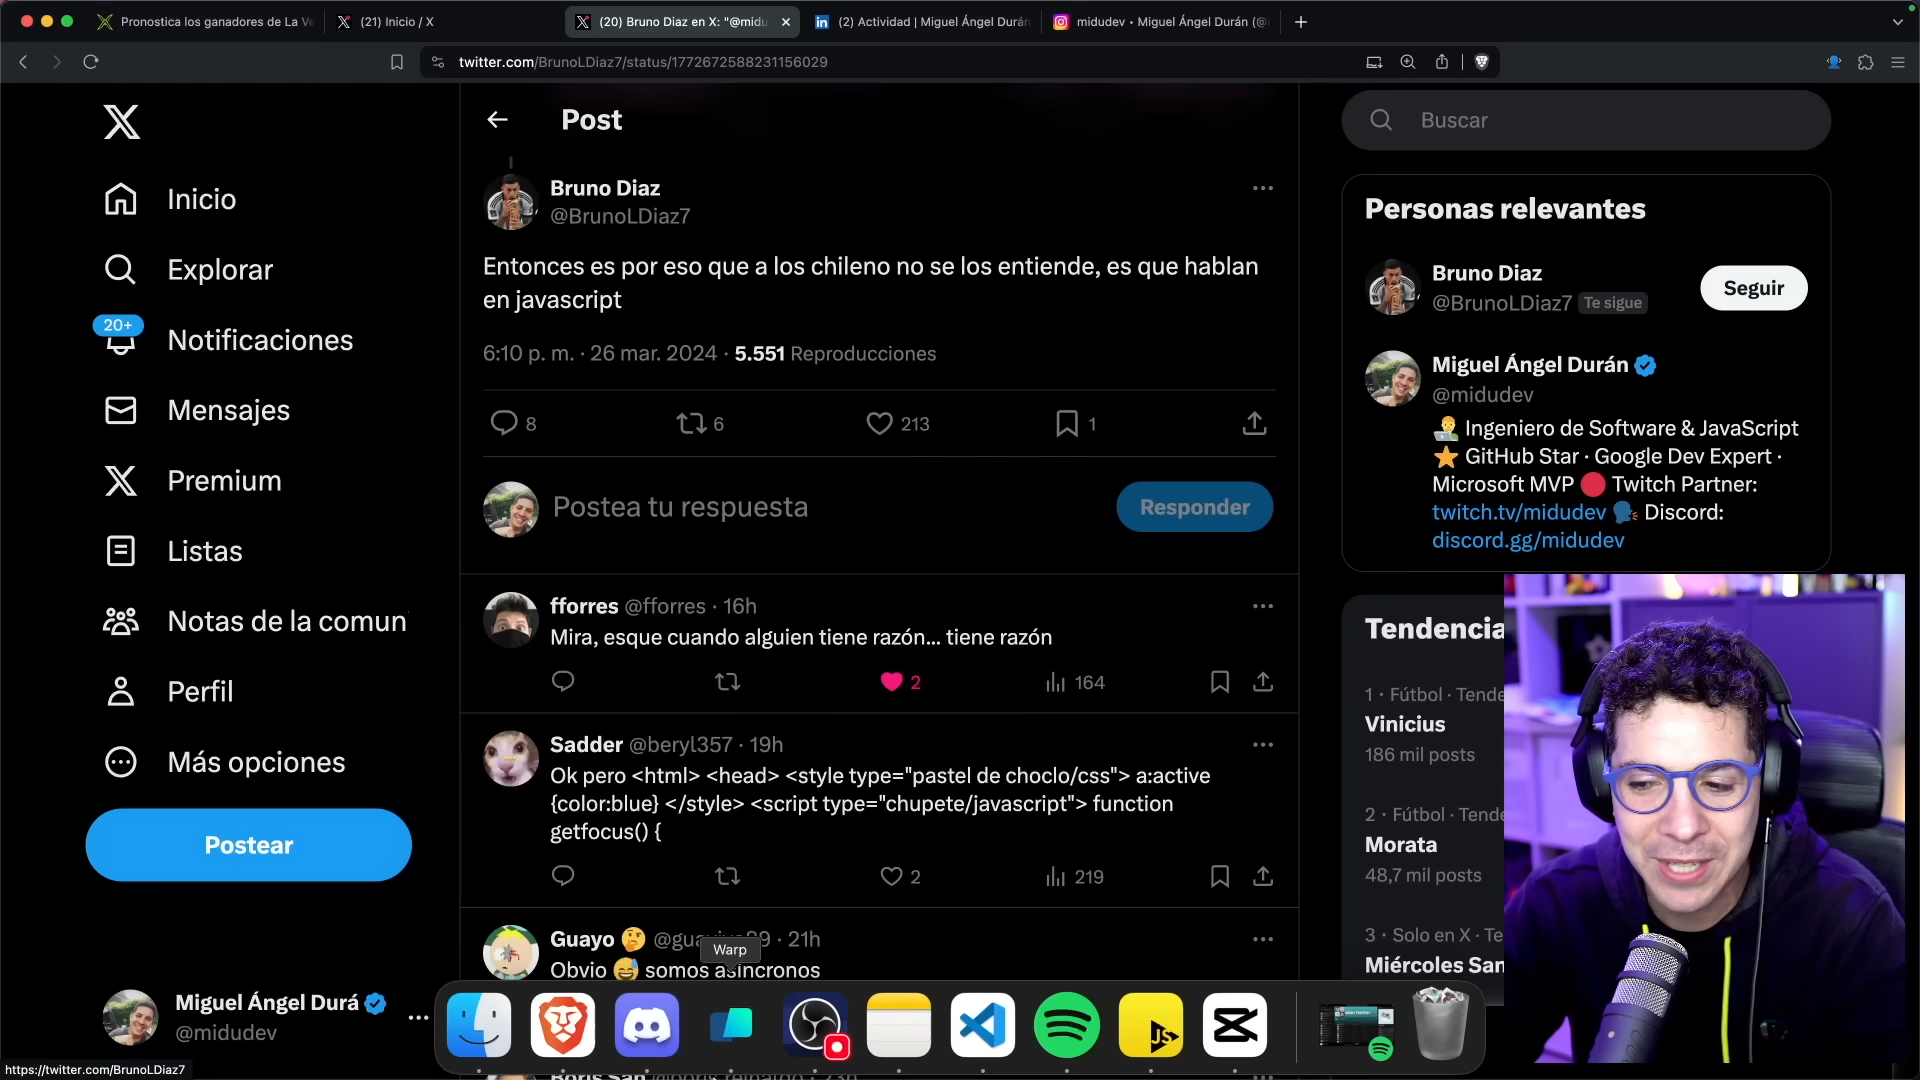 Pronostica los ganadores de La Ve
(21) Inicio / X
(20) Bruno Diaz en X: "@midu
(2) Actividad | Miguel Ángel Durán
midudev • Miguel Ángel Durán (@
twitter.com/BrunoLDiaz7/status/1772672588231156029
Inicio
Explorar
20+
Notificaciones
Mensajes
Premium
Listas
Notas de la comun
Perfil
Más opciones
Postear
Miguel Ángel Durá
@midudev
https://twitter.com/BrunoLDiaz7
Post
Bruno Diaz
@BrunoLDiaz7
Entonces es por eso que a los chileno no se los entiende, es que hablan
en javascript
6:10 p. m. · 26 mar. 2024 · 5.551 Reproducciones
8 6 213 1
Postea tu respuesta
Responder
fforres @fforres · 16h
Mira, esque cuando alguien tiene razón... tiene razón
2 164
Sadder @beryl357 · 19h
Ok pero <html> <head> <style type="pastel de choclo/css"> a:active
{color:blue} </style> <script type="chupete/javascript"> function
getfocus() {
2 219
Guayo 🤔 · 21h
Warp
Obvio 😅 somos asincronos
JS
Buscar
Personas relevantes
Bruno Diaz
@BrunoLDiaz7 Te sigue
Seguir
Miguel Ángel Durán
@midudev
👨‍💻 Ingeniero de Software & JavaScript
⭐ GitHub Star · Google Dev Expert ·
Microsoft MVP 🔴 Twitch Partner:
twitch.tv/midudev 🗣 Discord:
discord.gg/midudev
Tendencia
1 · Fútbol · Tende
Vinicius
186 mil posts
2 · Fútbol · Tende
Morata
48,7 mil posts
3 · Solo en X · Te
Miércoles San